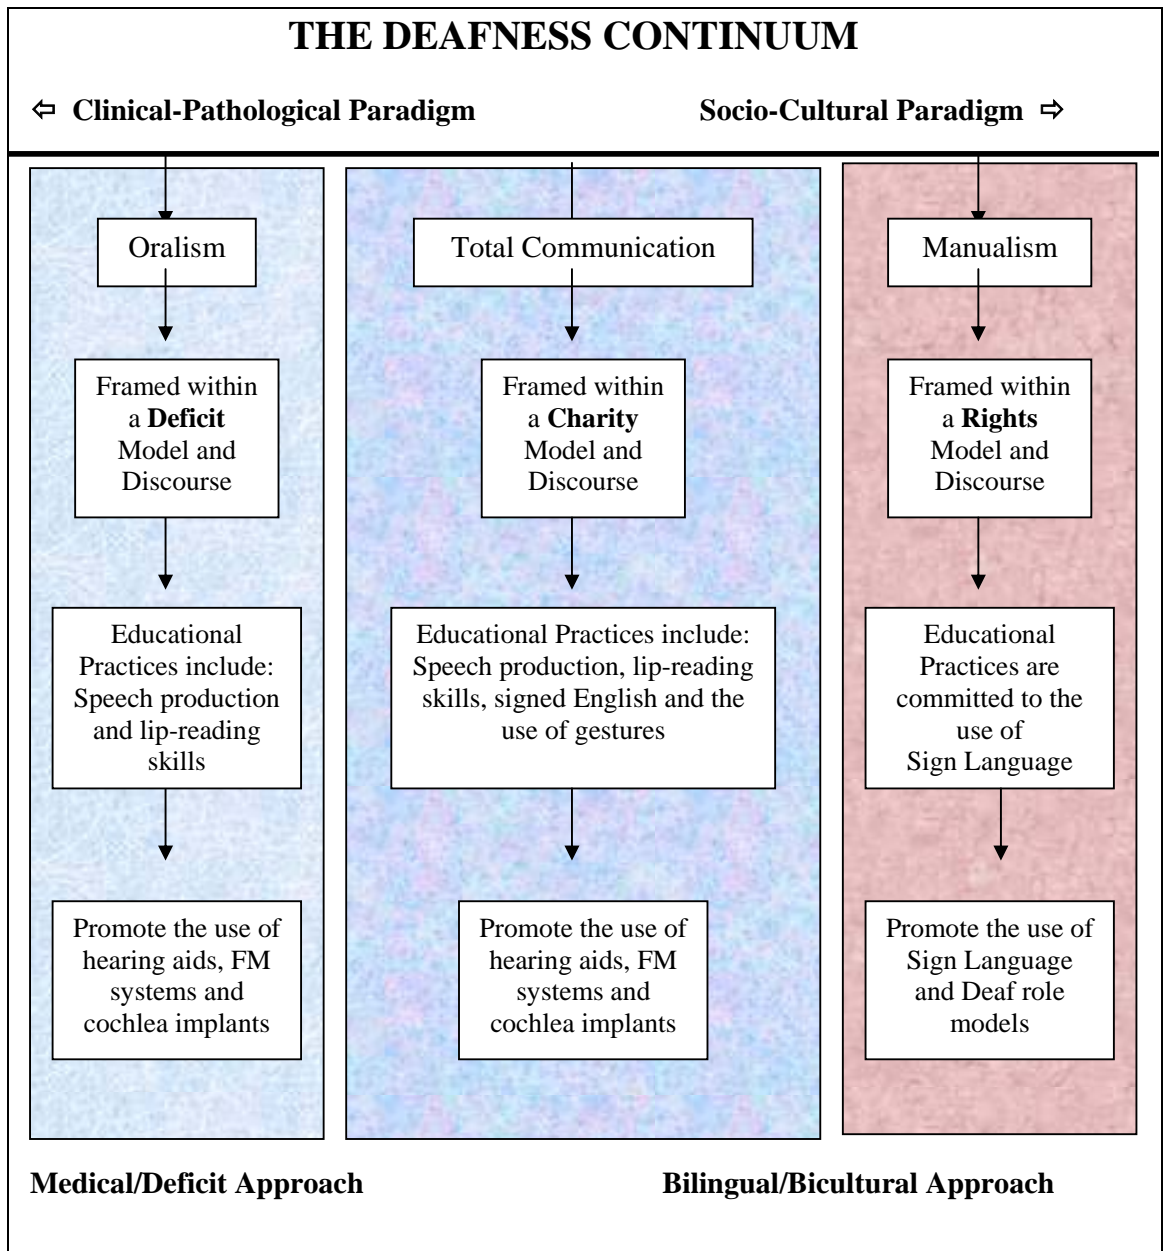 THE DEAFNESS CONTINUUM
⇦ Clinical-Pathological Paradigm
Socio-Cultural Paradigm ⇨
Oralism
Framed within
a Deficit
Model and
Discourse
Educational
Practices include:
Speech production
and lip-reading
skills
Promote the use of
hearing aids, FM
systems and
cochlea implants
Total Communication
Framed within
a Charity
Model and
Discourse
Educational Practices include:
Speech production, lip-reading
skills, signed English and the
use of gestures
Promote the use of
hearing aids, FM
systems and
cochlea implants
Manualism
Framed within
a Rights
Model and
Discourse
Educational
Practices are
committed to the
use of
Sign Language
Promote the use of
Sign Language
and Deaf role
models
Medical/Deficit Approach
Bilingual/Bicultural Approach